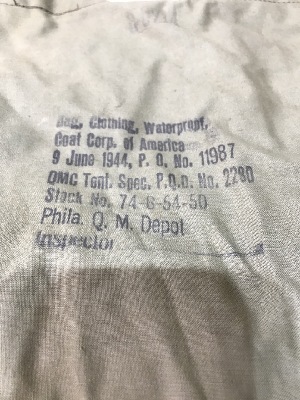 Bag, Clothing, Waterproof,
Coat Corp. of America
9 June 1944, P. O. No. 11987
OMC Tent. Spec. P.Q.D. No. 2280
Stock No. 74-B-54-50
Phila. Q. M. Depot
Inspector